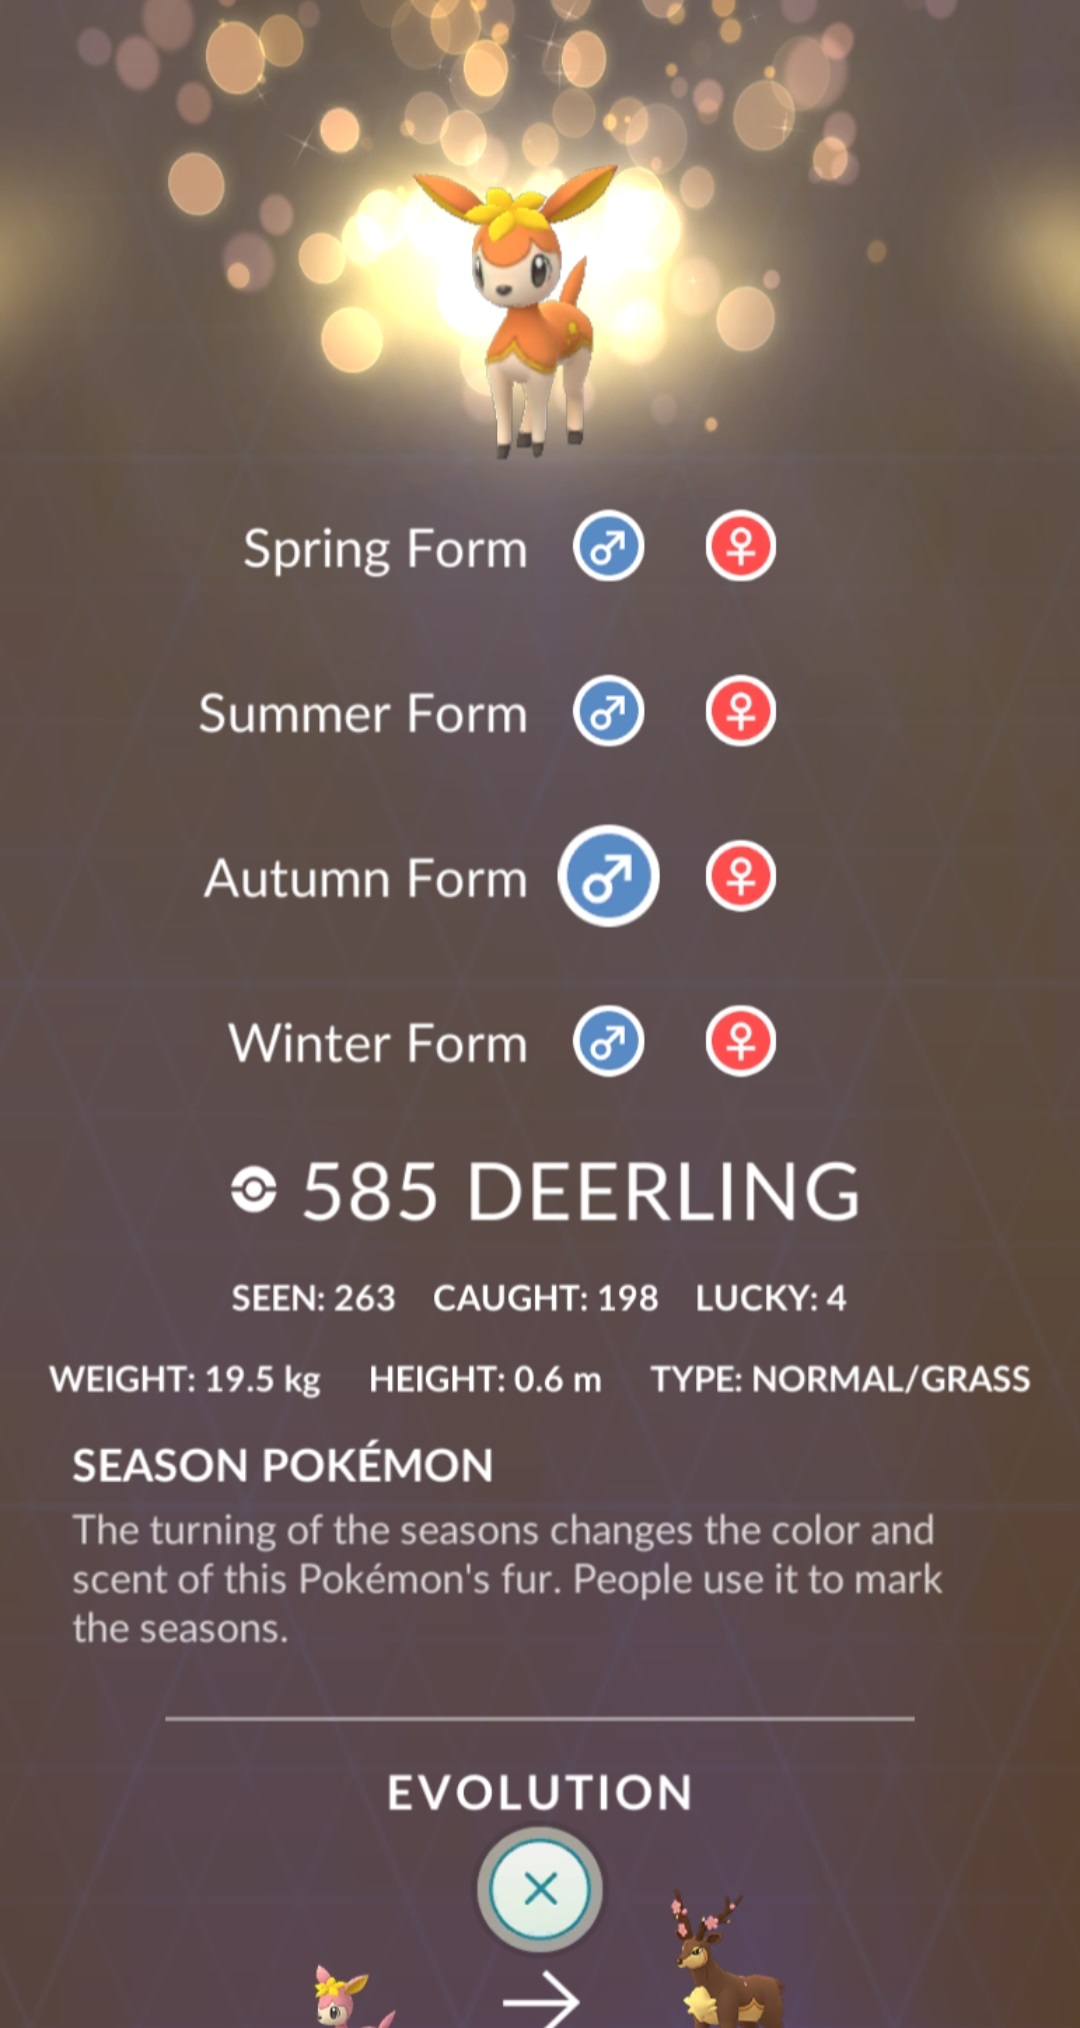 Spring Form ♂ ♀
Summer Form ♂ ♀
Autumn Form ♂ ♀
Winter Form ♂ ♀
585 DEERLING
SEEN: 263 CAUGHT: 198 LUCKY: 4
WEIGHT: 19.5 kg HEIGHT: 0.6 m TYPE: NORMAL/GRASS
SEASON POKÉMON
The turning of the seasons changes the color and
scent of this Pokémon's fur. People use it to mark
the seasons.
EVOLUTION